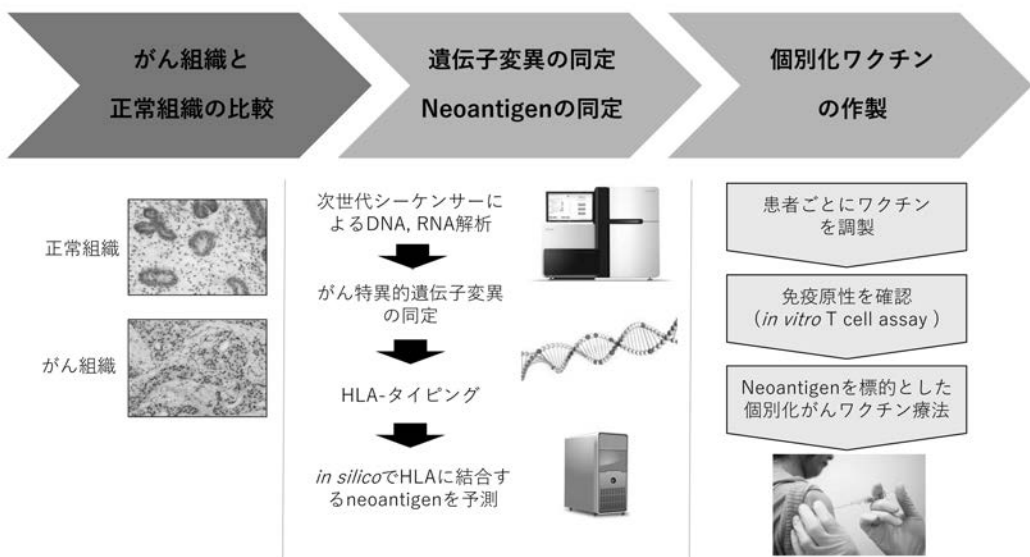 がん組織と
正常組織の比較
遺伝子変異の同定
Neoantigenの同定
個別化ワクチン
の作製
正常組織
がん組織
次世代シーケンサーに
よるDNA, RNA解析
がん特異的遺伝子変異
の同定
HLA-タイピング
in silicoでHLAに結合す
るneoantigenを予測
患者ごとにワクチン
を調製
免疫原性を確認
（in vitro T cell assay ）
Neoantigenを標的とした
個別化がんワクチン療法